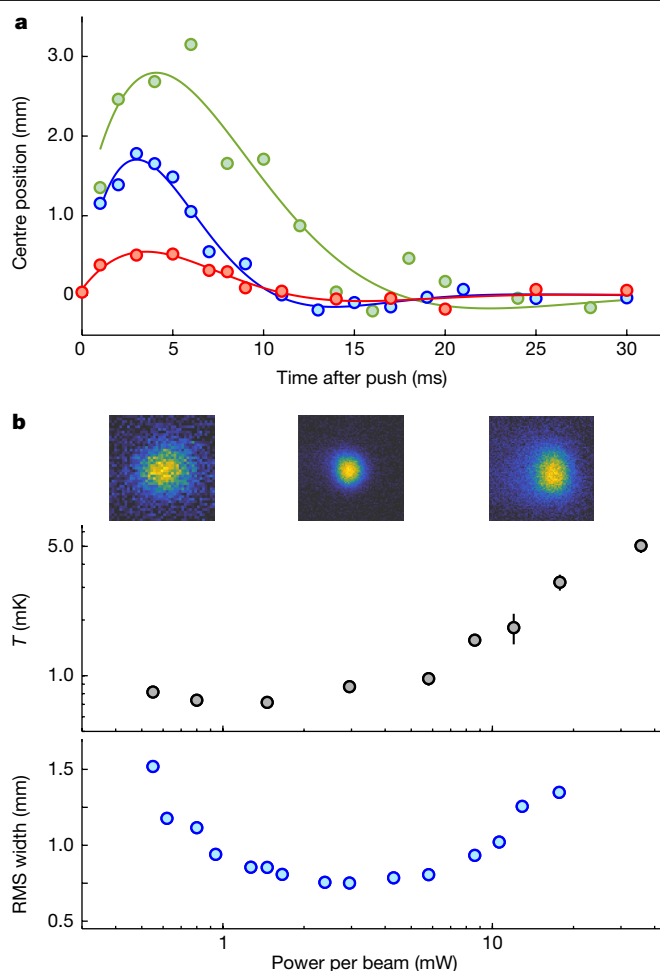 a
3.0
2.0
1.0
0
Centre position (mm)
0 5 10 15 20 25 30
Time after push (ms)
b
5.0
1.0
T (mK)
1.5
1.0
0.5
RMS width (mm)
1 10
Power per beam (mW)